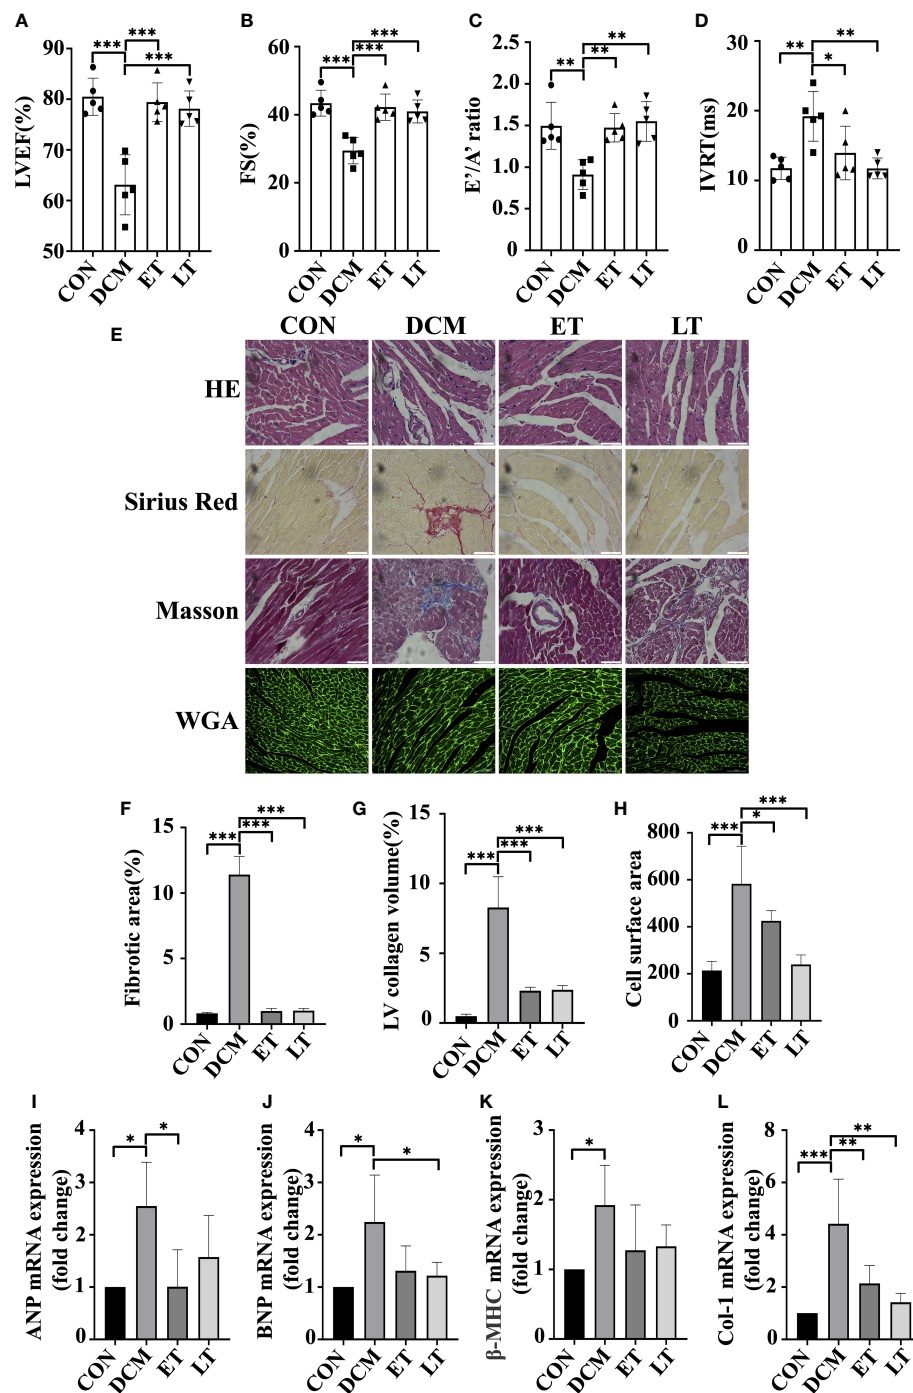 A
B
C
D
LVEF(%)
90
80
70
60
50
***
***
***
CON
DCM
ET
LT
FS(%)
60
40
20
0
***
***
***
CON
DCM
ET
LT
E’/A’ ratio
2.5
2.0
1.5
1.0
0.5
0
**
**
**
CON
DCM
ET
LT
IVRT(ms)
30
20
10
0
**
**
*
CON
DCM
ET
LT
E
CON DCM ET LT
HE
Sirius Red
Masson
WGA
F
G
H
Fibrotic area(%)
15
10
5
0
***
***
***
CON
DCM
ET
LT
LV collagen volume(%)
15
10
5
0
***
***
***
CON
DCM
ET
LT
Cell surface area
800
600
400
200
0
***
***
*
CON
DCM
ET
LT
I
J
K
L
ANP mRNA expression
(fold change)
4
3
2
1
0
*
*
CON
DCM
ET
LT
BNP mRNA expression
(fold change)
4
3
2
1
0
*
*
CON
DCM
ET
LT
β-MHC mRNA expression
(fold change)
3
2
1
0
*
CON
DCM
ET
LT
Col-1 mRNA expression
(fold change)
8
6
4
2
0
***
**
**
CON
DCM
ET
LT